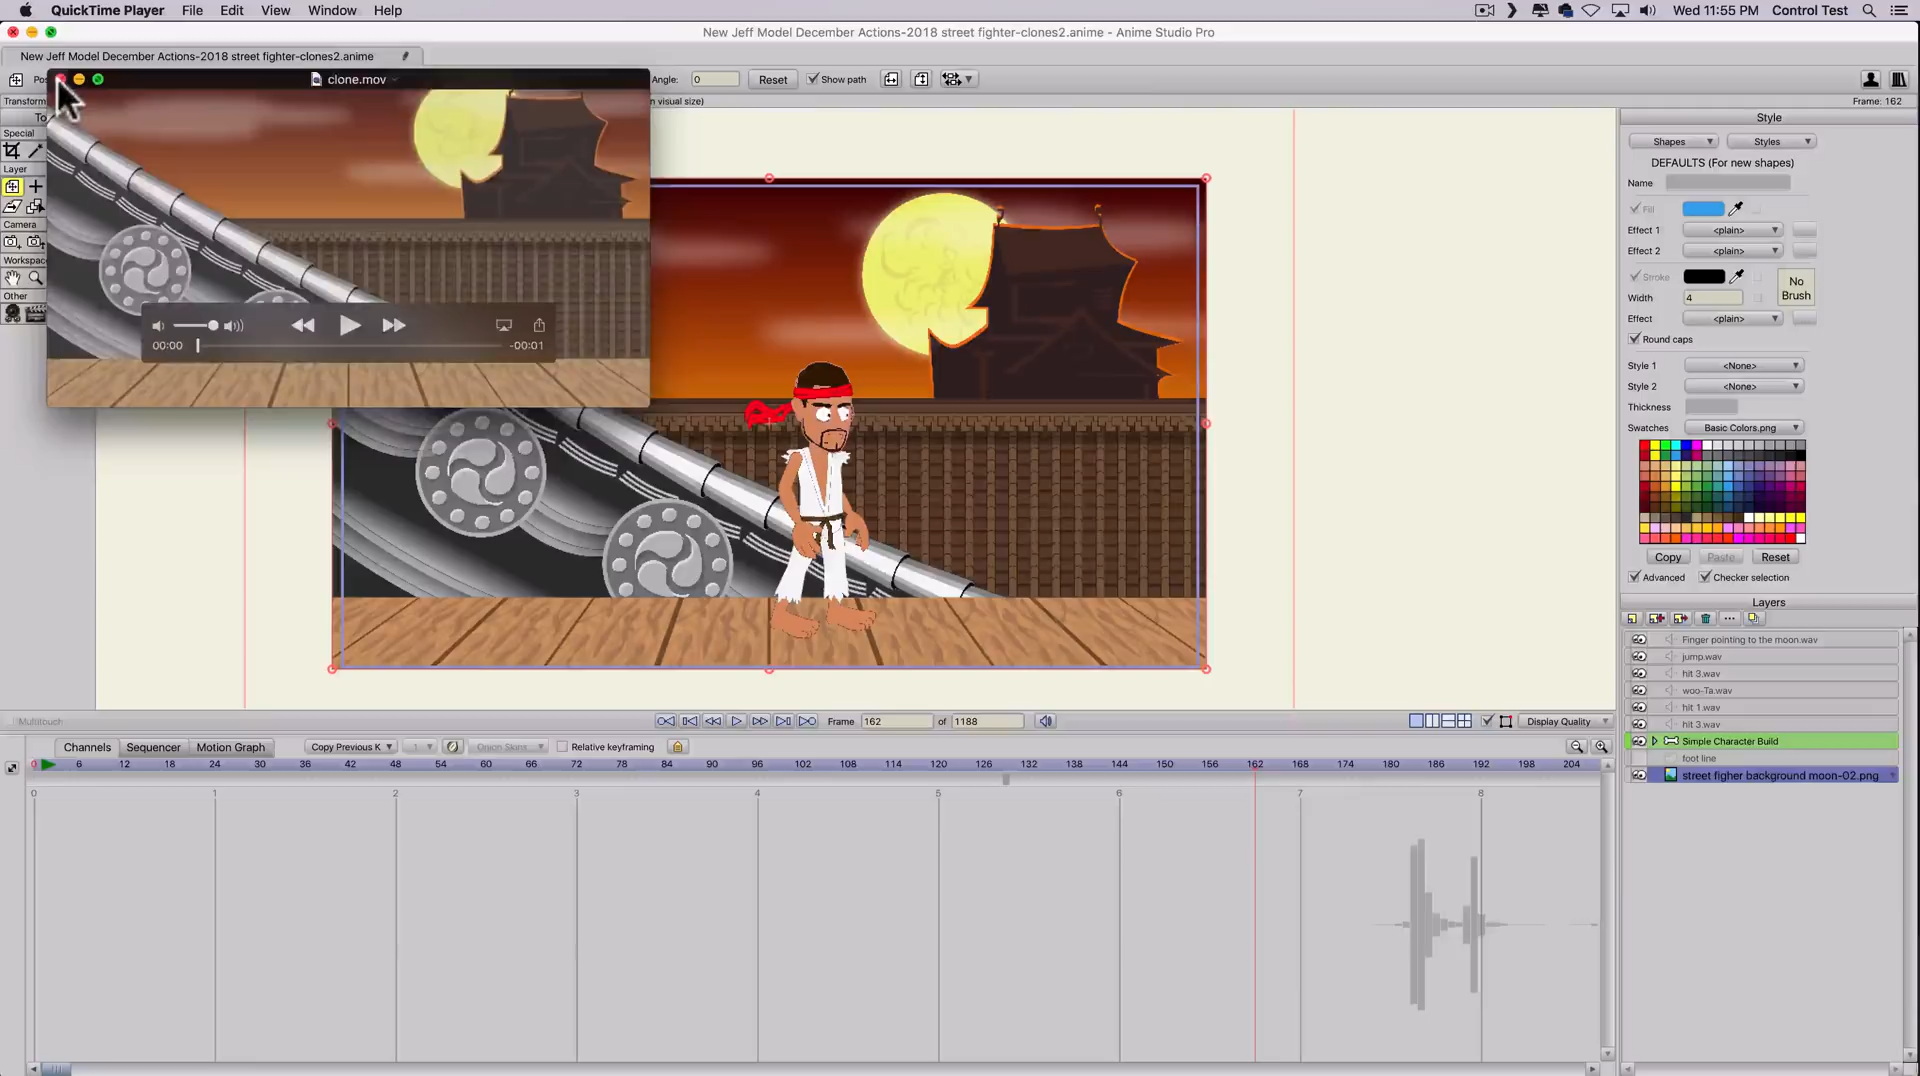 QuickTime Player File Edit View Window Help
Wed 11:55 PM Control Test
New Jeff Model December Actions-2018 street fighter-clones2.anime - Anime Studio Pro
New Jeff Model December Actions-2018 street fighter-clones2.anime
clone.mov
Angle: 0 Reset Show path
Frame: 162
Special
Layer
Camera
Other
00:00 -00:01
Style
Shapes Styles
DEFAULTS (For new shapes)
Name
Fill
Effect 1 <plain>
Effect 2 <plain>
Stroke
No Brush
Width 4
Effect <plain>
Round caps
Style 1 <None>
Style 2 <None>
Thickness
Swatches Basic Colors.png
Copy Paste Reset
Advanced Checker selection
Layers
Finger pointing to the moon.wav
jump.wav
hit 3.wav
woo-Ta.wav
hit 1.wav
hit 3.wav
Simple Character Build
foot line
street figher background moon-02.png
Multitouch
Frame 162 of 1188
Display Quality
Channels Sequencer Motion Graph Copy Previous K 1 Onion Skins Relative keyframing
0 6 12 18 24 30 36 42 48 54 60 66 72 78 84 90 96 102 108 114 120 126 132 138 144 150 156 162 168 174 180 186 192 198 204
0 1 2 3 4 5 6 7 8